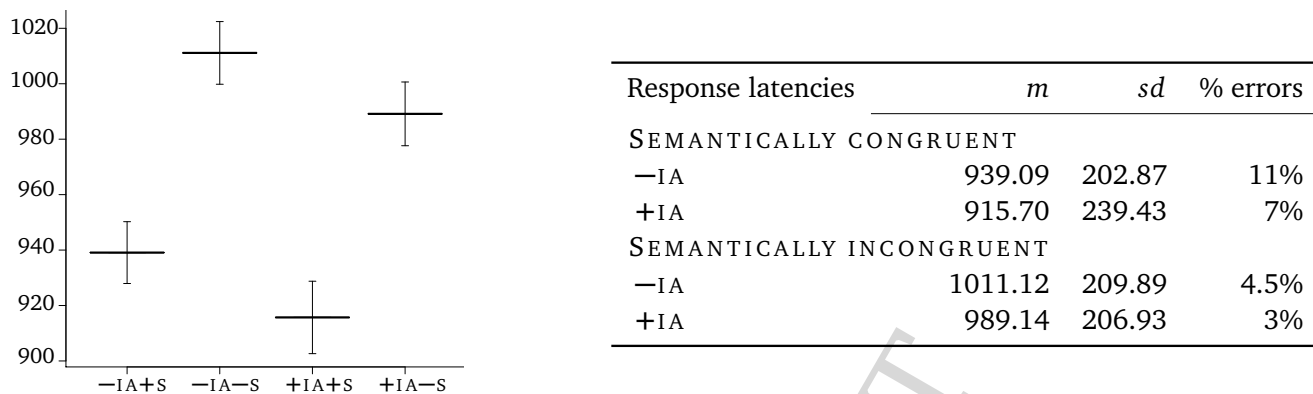 1020
1000
980
960
940
920
900
−IA+S −IA−S +IA+S +IA−S
Response latencies m sd % errors
SEMANTICALLY CONGRUENT
−IA 939.09 202.87 11%
+IA 915.70 239.43 7%
SEMANTICALLY INCONGRUENT
−IA 1011.12 209.89 4.5%
+IA 989.14 206.93 3%
T